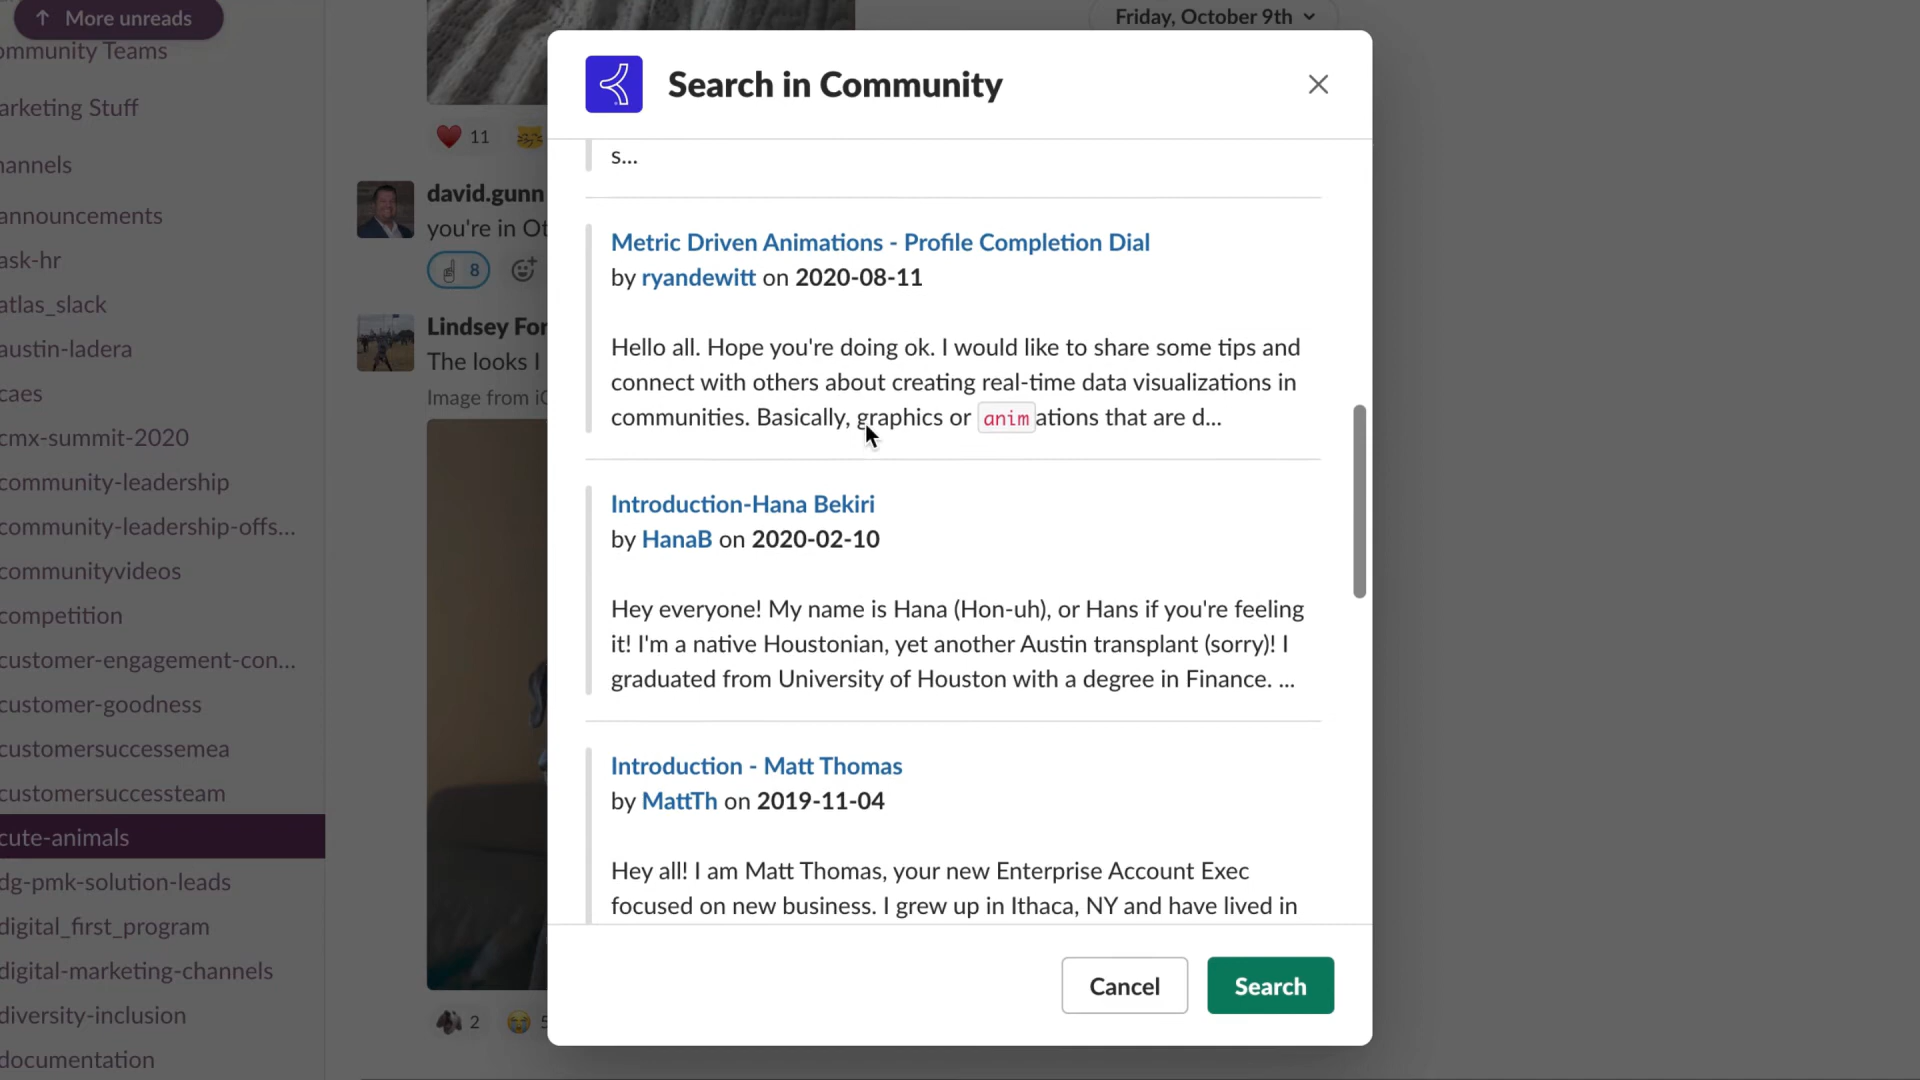 More unreads
ommunity Teams
arketing Stuff
hannels
announcements
ask-hr
atlas_slack
austin-ladera
caes
cmx-summit-2020
community-leadership
community-leadership-offs...
communityvideos
competition
customer-engagement-con...
customer-goodness
customersuccessemea
customersuccessteam
cute-animals
dg-pmk-solution-leads
digital_first_program
digital-marketing-channels
diversity-inclusion
documentation
Friday, October 9th
11
david.gunn
you're in Ot
8
Lindsey For
The looks I
Image from iO
2
5
Search in Community
s...
Metric Driven Animations - Profile Completion Dial
by ryandewitt on 2020-08-11
Hello all. Hope you're doing ok. I would like to share some tips and
connect with others about creating real-time data visualizations in
communities. Basically, graphics or animations that are d...
Introduction-Hana Bekiri
by HanaB on 2020-02-10
Hey everyone! My name is Hana (Hon-uh), or Hans if you're feeling
it! I'm a native Houstonian, yet another Austin transplant (sorry)! I
graduated from University of Houston with a degree in Finance. ...
Introduction - Matt Thomas
by MattTh on 2019-11-04
Hey all! I am Matt Thomas, your new Enterprise Account Exec
focused on new business. I grew up in Ithaca, NY and have lived in
Cancel
Search